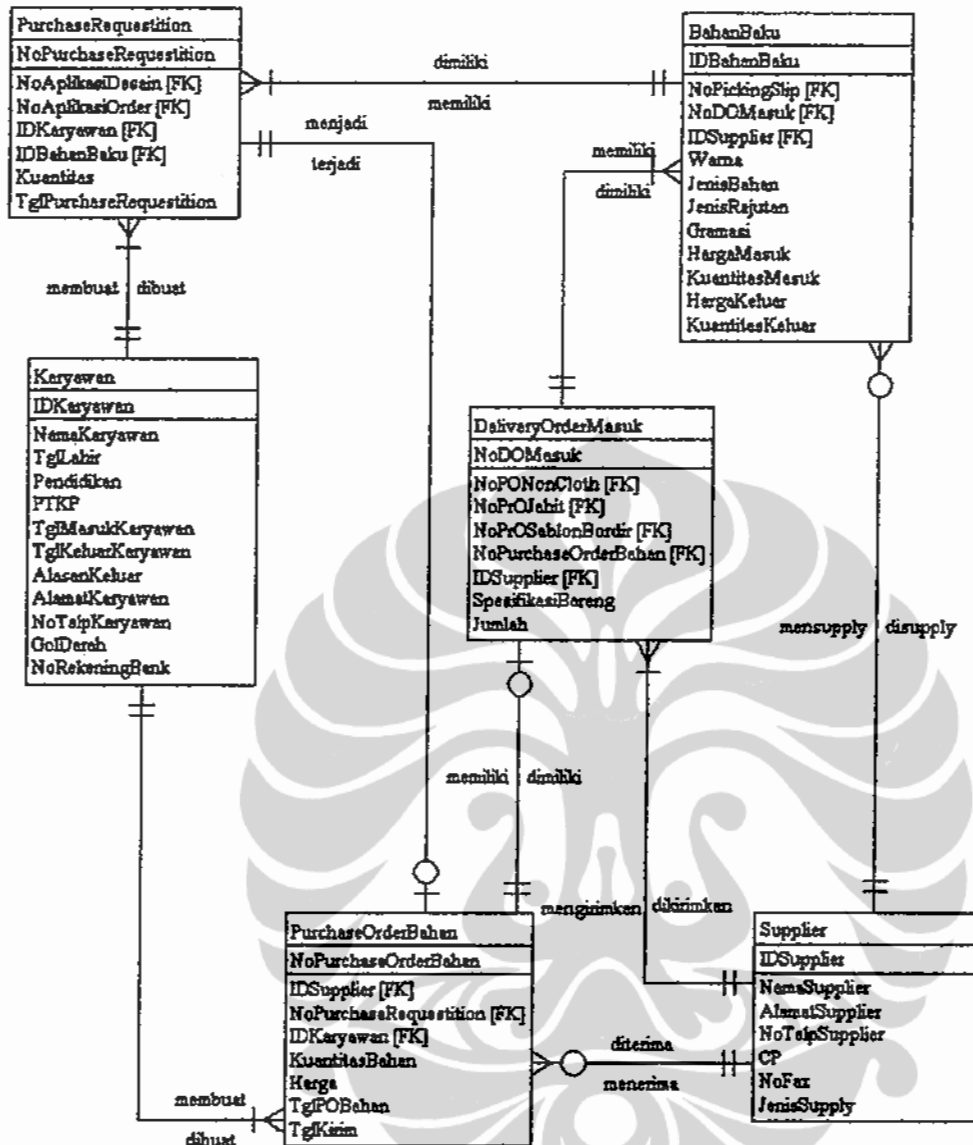 PurchaseRequestition
NoPurchaseRequestition
NoAplikasiDesain [FK]
NoAplikasiOrder [FK]
IDKaryawan [FK]
IDBahanBaku [FK]
Kuantitas
TglPurchaseRequestition
dimiliki
memiliki
menjadi
terjadi
BahanBaku
IDBahanBaku
NoPickingSlip [FK]
NoDOMasuk [FK]
IDSupplier [FK]
Warna
JenisBahan
JenisRajutan
Gramasi
HargaMasuk
KuantitasMasuk
HargaKeluar
KuantitasKeluar
memiliki
dimiliki
membuat dibuat
Karyawan
IDKaryawan
NamaKaryawan
TglLahir
Pendidikan
PTKP
TglMasukKaryawan
TglKeluarKaryawan
AlasanKeluar
AlamatKaryawan
NoTelpKaryawan
GolDarah
NoRekeningBank
DeliveryOrderMasuk
NoDOMasuk
NoPONonCloth [FK]
NoPrOJahit [FK]
NoPrOSablonBordir [FK]
NoPurchaseOrderBahan [FK]
IDSupplier [FK]
SpesifikasiBarang
Jumlah
mensupply disupply
memiliki dimiliki
mengirimkan dikirimkan
PurchaseOrderBahan
NoPurchaseOrderBahan
IDSupplier [FK]
NoPurchaseRequestition [FK]
IDKaryawan [FK]
KuantitasBahan
Harga
TglPOBahan
TglKirim
Supplier
IDSupplier
NamaSupplier
AlamatSupplier
NoTelpSupplier
CP
NoFax
JenisSupply
diterima
menerima
membuat
dibuat